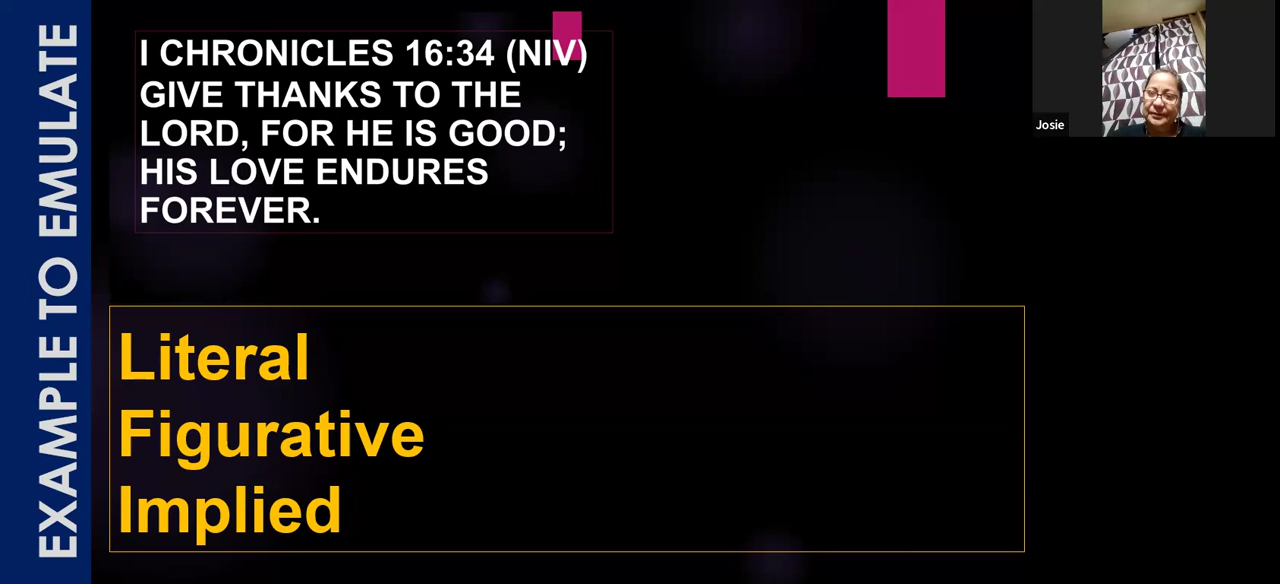 EXAMPLE TO EMULATE
I CHRONICLES 16:34 (NIV)
GIVE THANKS TO THE
LORD, FOR HE IS GOOD;
HIS LOVE ENDURES
FOREVER.
Literal
Figurative
Implied
Josie